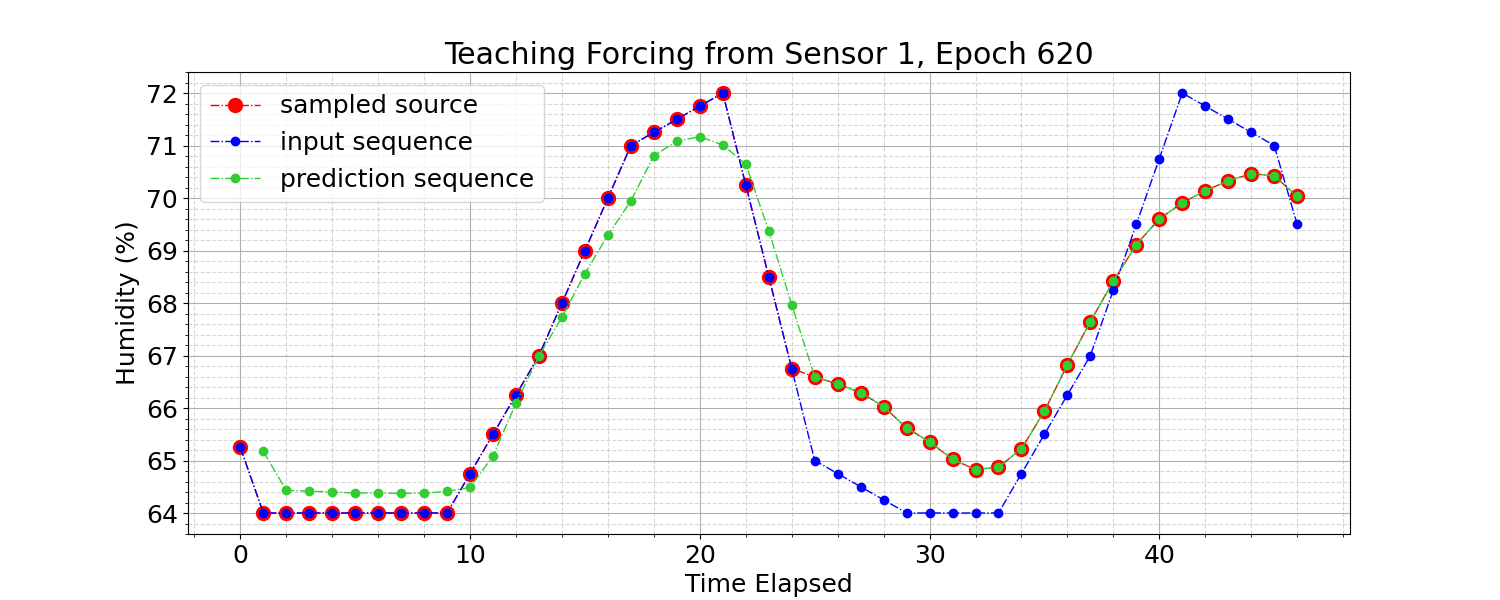 Teaching Forcing from Sensor 1, Epoch 620
sampled source
input sequence
prediction sequence
Humidity (%)
72
71
70
69
68
67
66
65
64
0 10 20 30 40
Time Elapsed